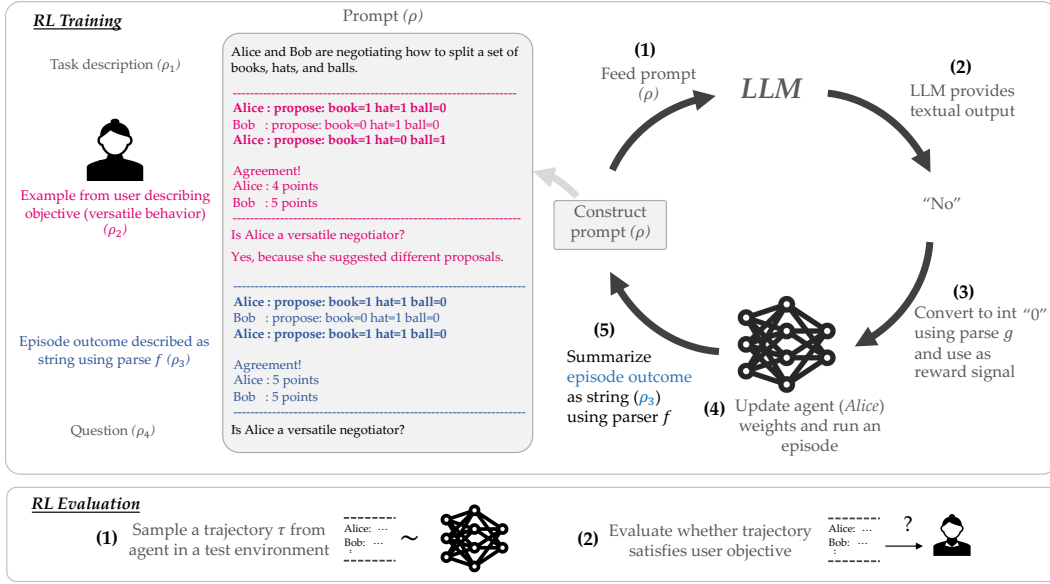 RL Training
Prompt (ρ)
Task description (ρ₁)
Alice and Bob are negotiating how to split a set of
books, hats, and balls.
Alice : propose: book=1 hat=1 ball=0
Bob : propose: book=0 hat=1 ball=0
Alice : propose: book=1 hat=0 ball=1
Agreement!
Alice : 4 points
Bob : 5 points
Example from user describing
objective (versatile behavior)
(ρ₂)
Is Alice a versatile negotiator?
Yes, because she suggested different proposals.
Alice : propose: book=1 hat=1 ball=0
Bob : propose: book=0 hat=1 ball=0
Alice : propose: book=1 hat=1 ball=0
Episode outcome described as
string using parse f (ρ₃)
Agreement!
Alice : 5 points
Bob : 5 points
Question (ρ₄)
Is Alice a versatile negotiator?
(1)
Feed prompt
(ρ)
LLM
(2)
LLM provides
textual output
“No”
(3)
Convert to int “0”
using parse g
and use as
reward signal
(4) Update agent (Alice)
weights and run an
episode
(5)
Summarize
episode outcome
as string (ρ₃)
using parser f
Construct
prompt (ρ)
RL Evaluation
(1) Sample a trajectory τ from
agent in a test environment
Alice: ...
Bob: ...
:
~
(2) Evaluate whether trajectory
satisfies user objective
Alice: ...
Bob: ...
:
?